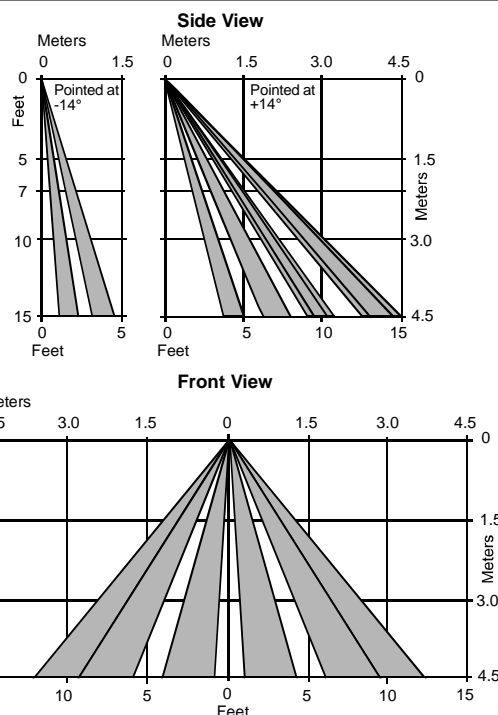 Side View
Meters Meters
0 1.5 0 1.5 3.0 4.5
0 Pointed at -14° Pointed at +14° 0
Feet
5 1.5
7
Meters
10 3.0
15 4.5
0 5 0 5 10 15
Feet Feet
Front View
eters
5 3.0 1.5 0 1.5 3.0 4.5
0
1.5
Meters
3.0
4.5
10 5 0 5 10 15
Feet